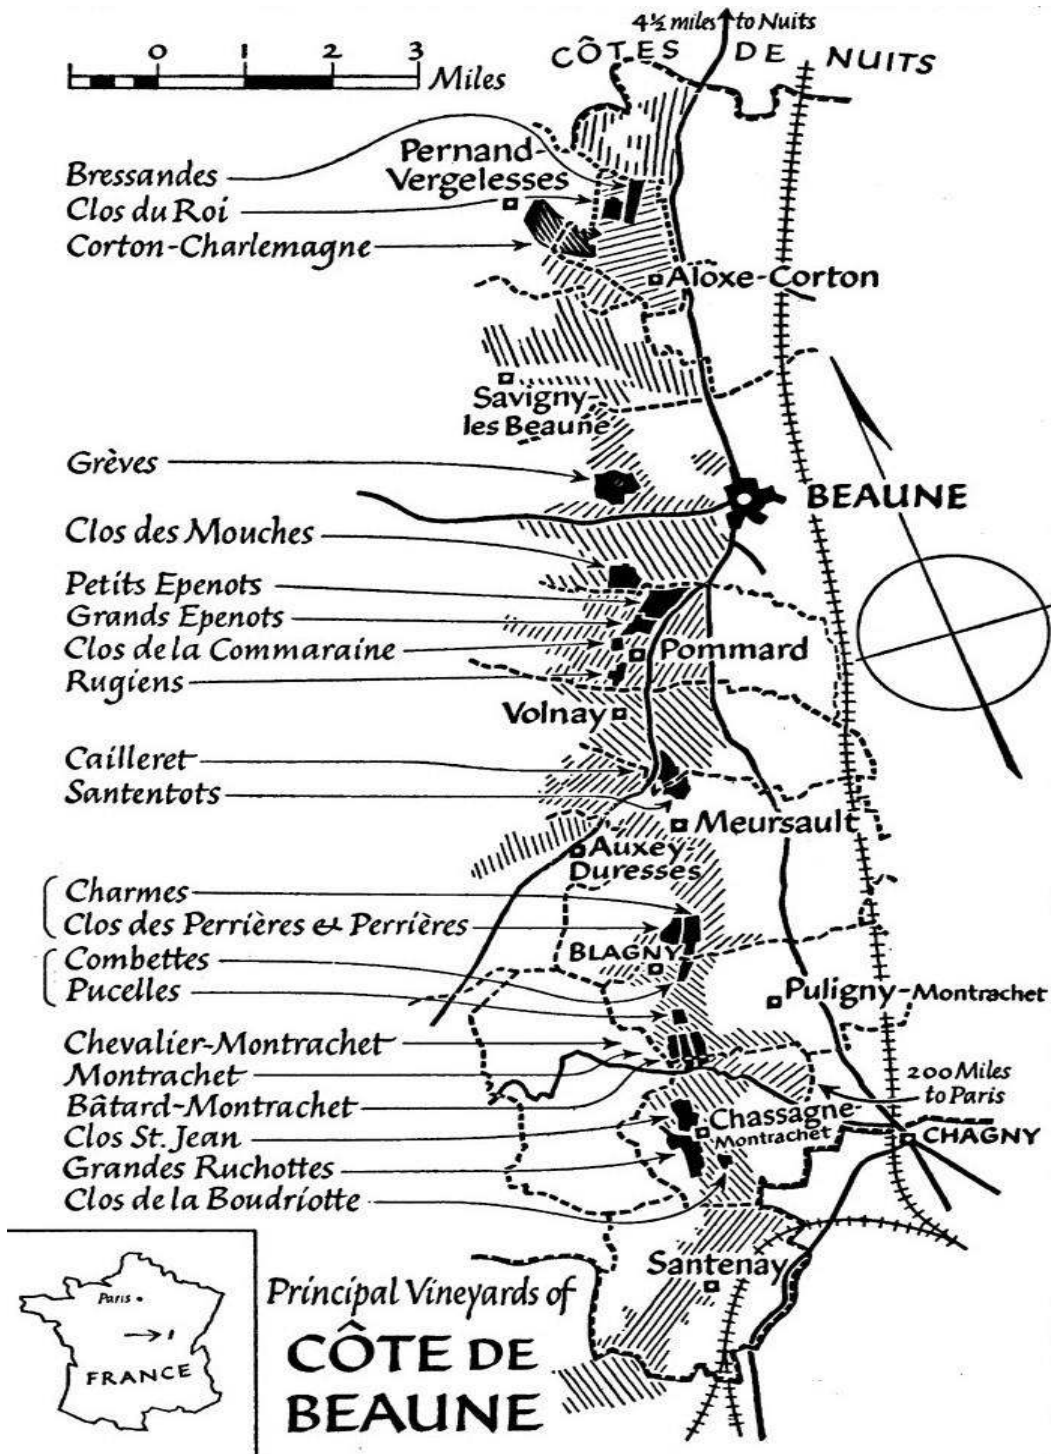 4½ miles to Nuits
CÔTES DE NUITS
0 1 2 3 Miles
Pernand-
Vergelesses
Bressandes
Clos du Roi
Corton-Charlemagne
Aloxe-Corton
Savigny-
les Beaune
Grèves
BEAUNE
Clos des Mouches
Petits Epenots
Grands Epenots
Clos de la Commaraine
Pommard
Rugiens
Volnay
Cailleret
Santentots
Meursault
Auxey-
Duresses
Charmes
Clos des Perrières & Perrières
Combettes
BLAGNY
Pucelles
Puligny-Montrachet
Chevalier-Montrachet
Montrachet
200 Miles
to Paris
Bâtard-Montrachet
Chassagne-
Montrachet
Clos St. Jean
CHAGNY
Grandes Ruchottes
Clos de la Boudriotte
Santenay
Paris
FRANCE
Principal Vineyards of
CÔTE DE
BEAUNE